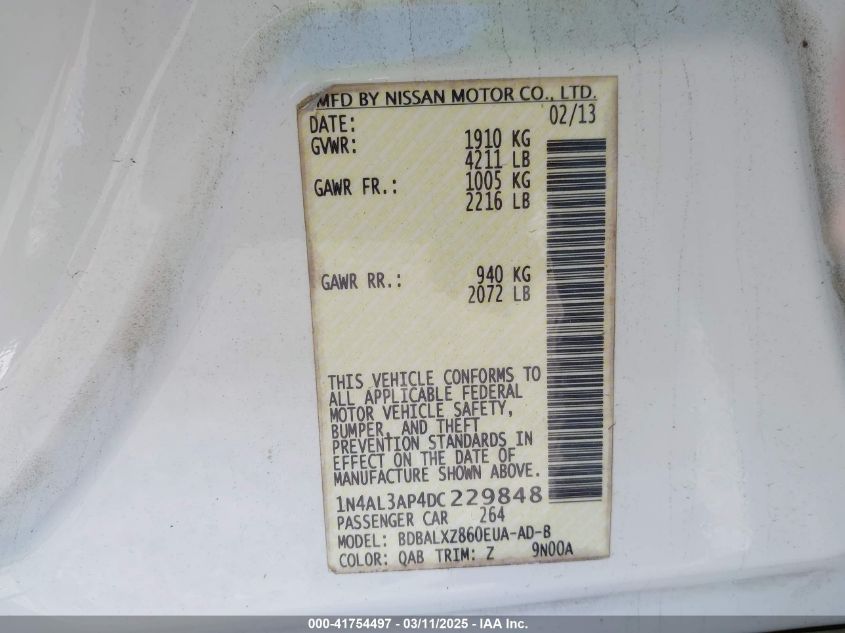 MFD BY NISSAN MOTOR CO., LTD.
DATE: 02/13
GVWR: 1910 KG
4211 LB
GAWR FR.: 1005 KG
2216 LB
GAWR RR.: 940 KG
2072 LB
THIS VEHICLE CONFORMS TO
ALL APPLICABLE FEDERAL
MOTOR VEHICLE SAFETY,
BUMPER, AND THEFT
PREVENTION STANDARDS IN
EFFECT ON THE DATE OF
MANUFACTURE SHOWN ABOVE.
1N4AL3AP4DC229848
PASSENGER CAR 264
MODEL: BDBALXZ860EUA-AD-B
COLOR: QAB TRIM: Z 9N00A
000-41754497 - 03/11/2025 - IAA Inc.